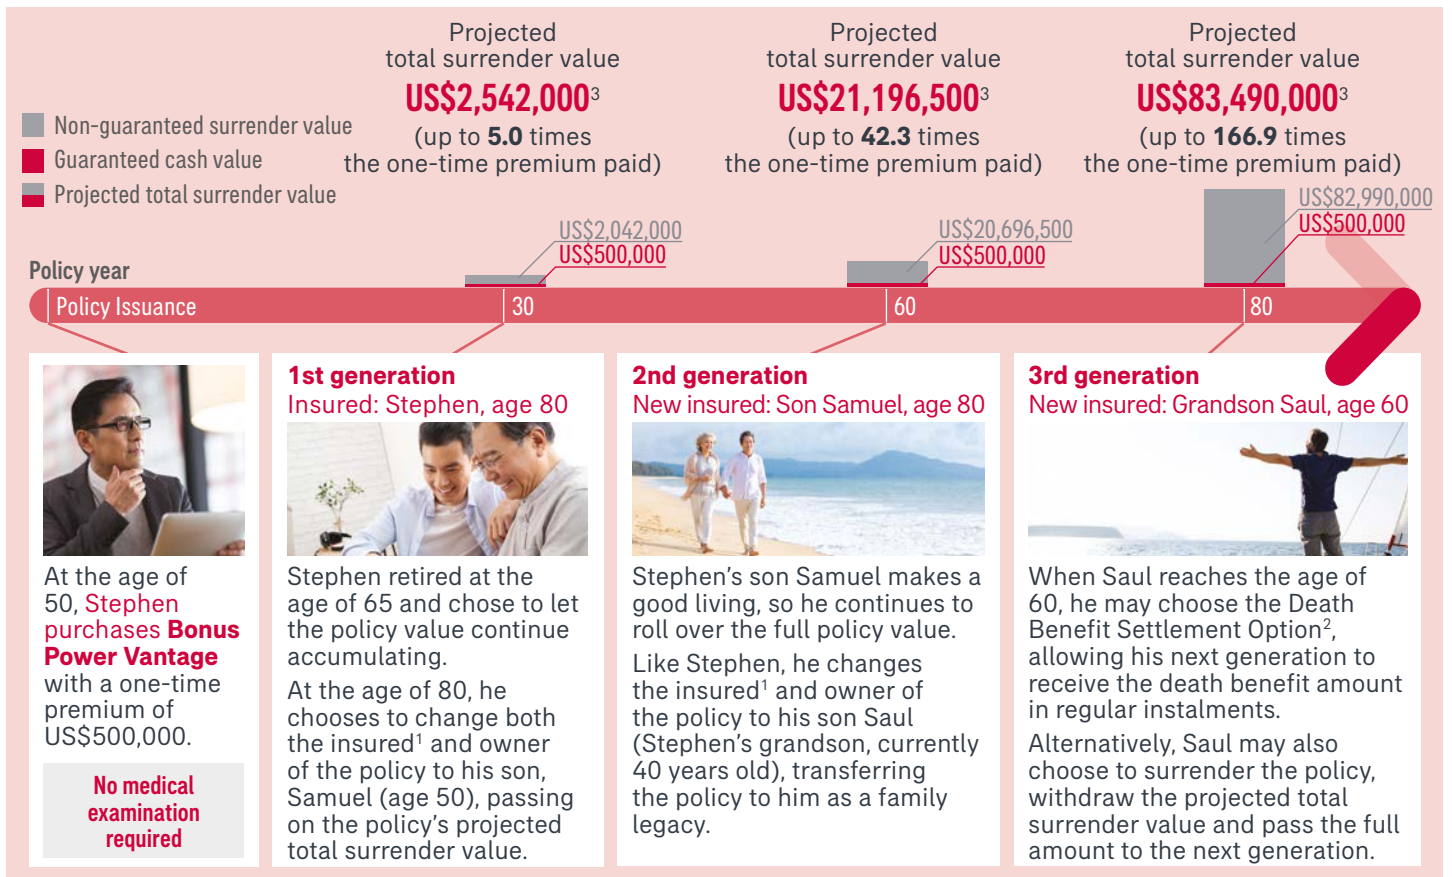 Projected
total surrender value
US$2,542,000³
(up to 5.0 times
the one-time premium paid)
Projected
total surrender value
US$21,196,500³
(up to 42.3 times
the one-time premium paid)
Projected
total surrender value
US$83,490,000³
(up to 166.9 times
the one-time premium paid)
Non-guaranteed surrender value
Guaranteed cash value
Projected total surrender value
US$2,042,000
US$500,000
US$20,696,500
US$500,000
US$82,990,000
US$500,000
Policy year
Policy Issuance
30
60
80
At the age of
50, Stephen
purchases Bonus
Power Vantage
with a one-time
premium of
US$500,000.
No medical
examination
required
1st generation
Insured: Stephen, age 80
Stephen retired at the
age of 65 and chose to let
the policy value continue
accumulating.
At the age of 80, he
chooses to change both
the insured¹ and owner
of the policy to his son,
Samuel (age 50), passing
on the policy's projected
total surrender value.
2nd generation
New insured: Son Samuel, age 80
Stephen's son Samuel makes a
good living, so he continues to
roll over the full policy value.
Like Stephen, he changes
the insured¹ and owner of
the policy to his son Saul
(Stephen's grandson, currently
40 years old), transferring
the policy to him as a family
legacy.
3rd generation
New insured: Grandson Saul, age 60
When Saul reaches the age of
60, he may choose the Death
Benefit Settlement Option²,
allowing his next generation to
receive the death benefit amount
in regular instalments.
Alternatively, Saul may also
choose to surrender the policy,
withdraw the projected total
surrender value and pass the full
amount to the next generation.